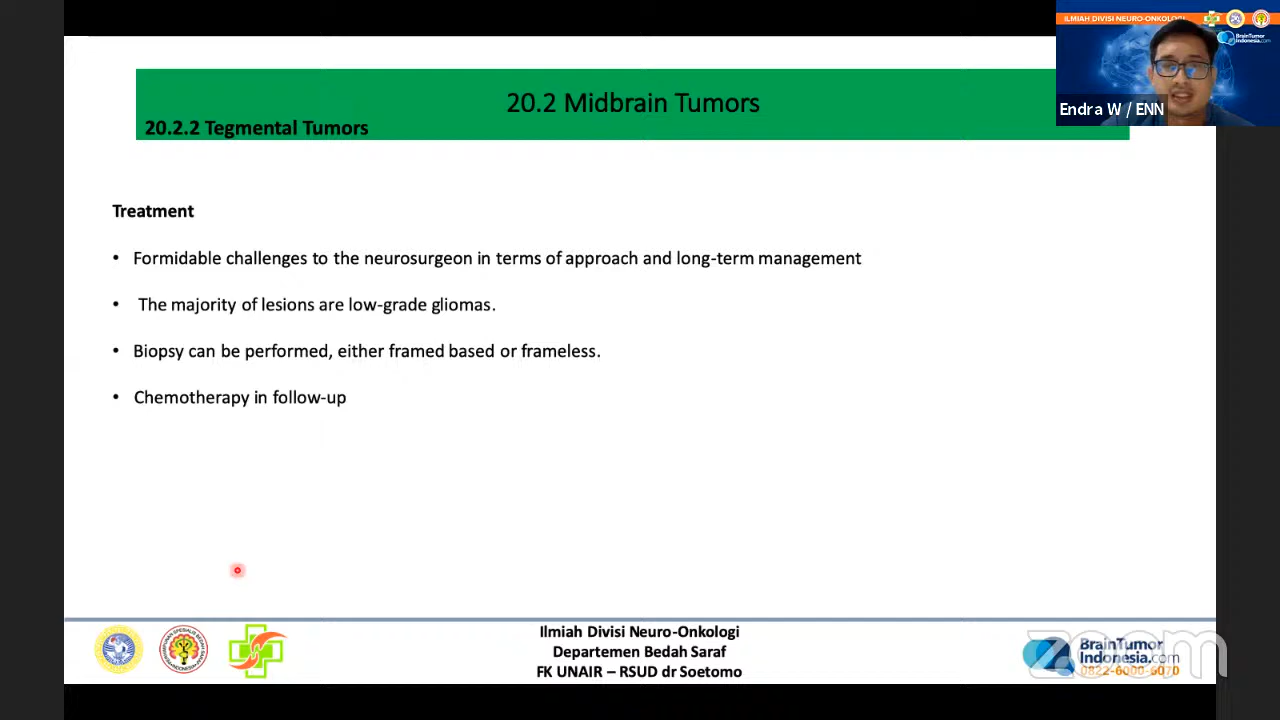 ILMIAH DIVISI NEURO-ONKOLOGI
BrainTumor
Indonesia.com
Endra W / ENN
20.2 Midbrain Tumors
20.2.2 Tegmental Tumors
Treatment
• Formidable challenges to the neurosurgeon in terms of approach and long-term management
• The majority of lesions are low-grade gliomas.
• Biopsy can be performed, either framed based or frameless.
• Chemotherapy in follow-up
Ilmiah Divisi Neuro-Onkologi
Departemen Bedah Saraf
FK UNAIR – RSUD dr Soetomo
BrainTumor
Indonesia.com
0822-6000-6070
zoom